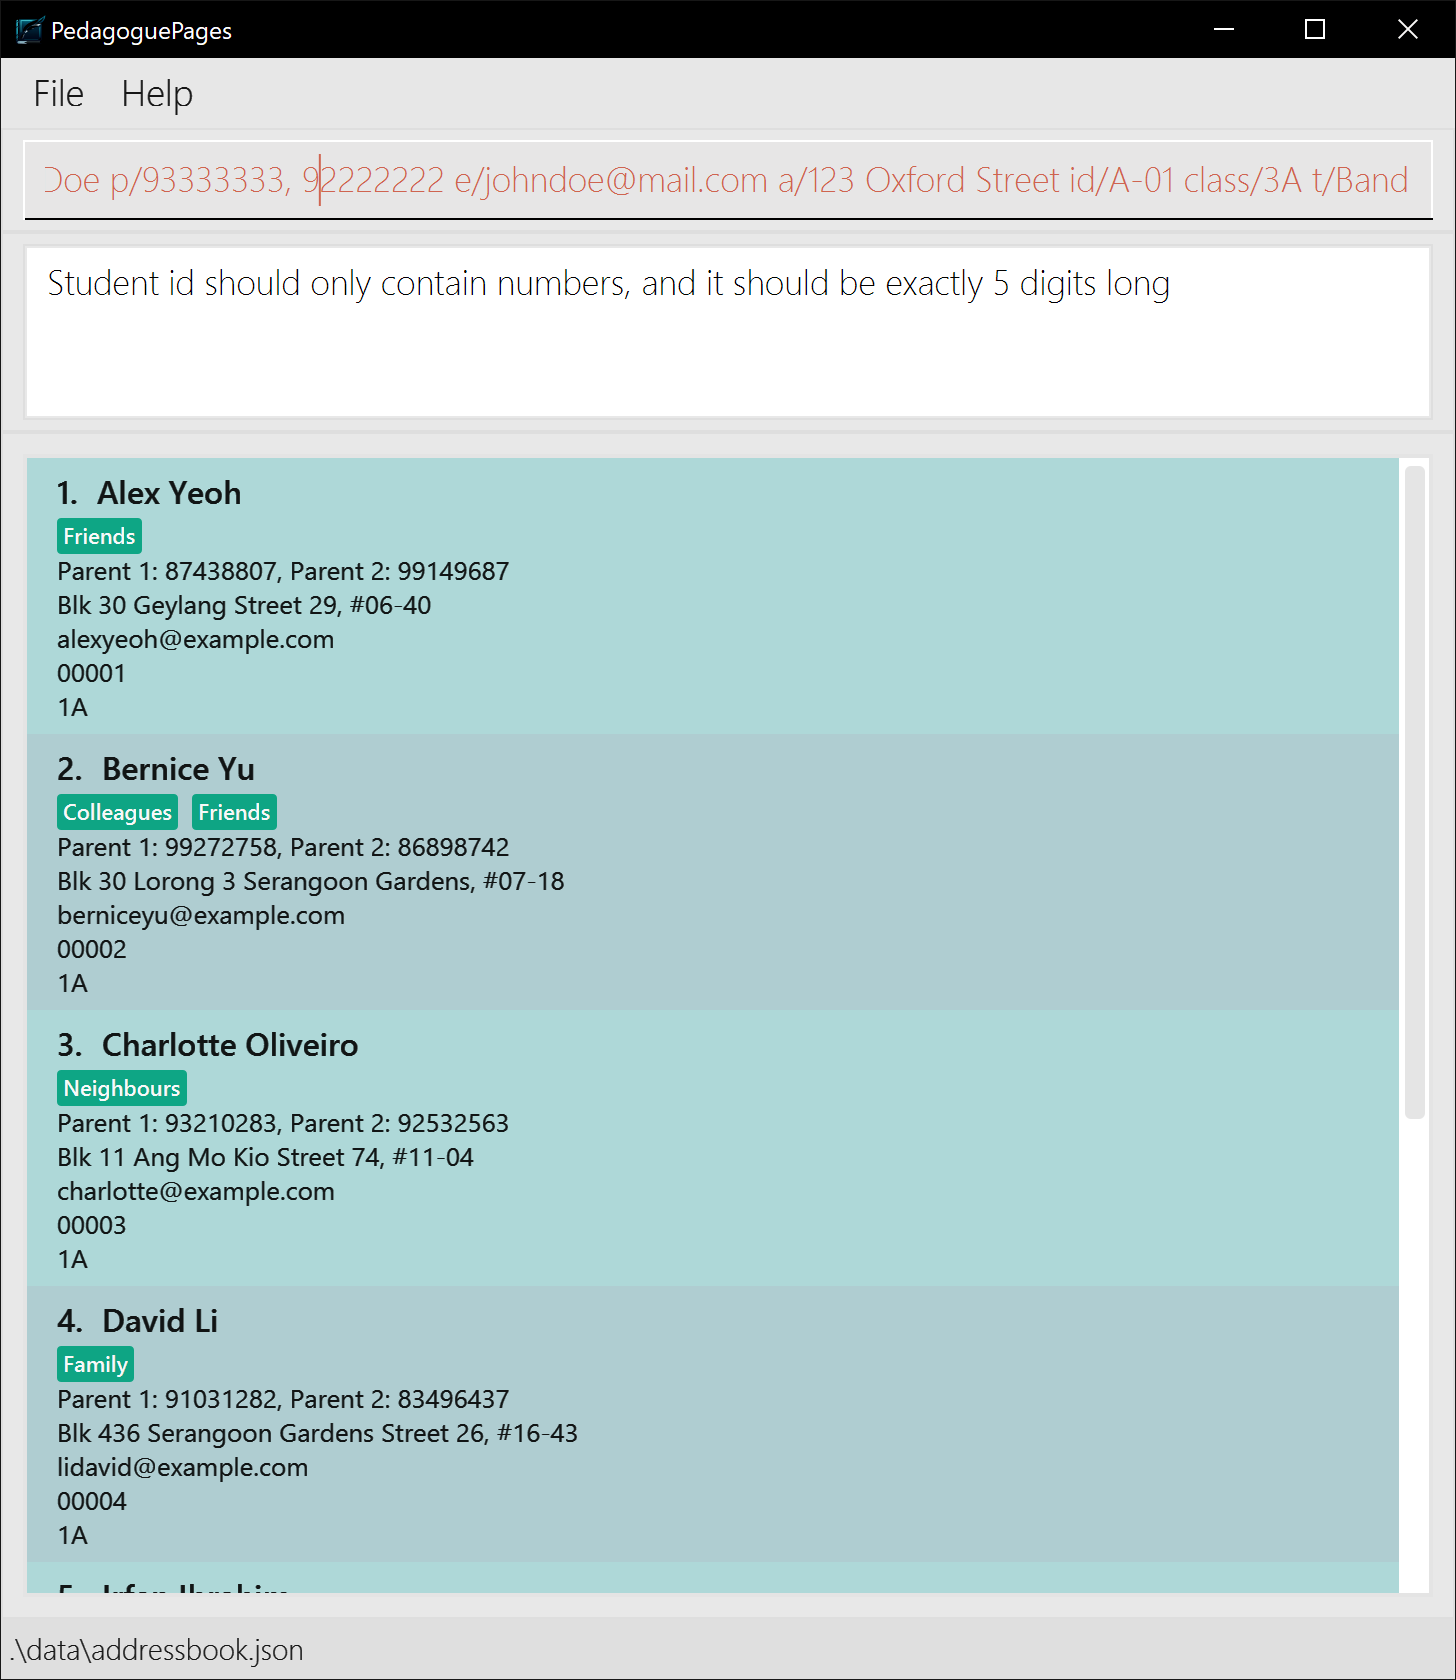 PedagoguePages
File Help
Doe p/93333333, 92222222 e/johndoe@mail.com a/123 Oxford Street id/A-01 class/3A t/Band
Student id should only contain numbers, and it should be exactly 5 digits long
1. Alex Yeoh
Friends
Parent 1: 87438807, Parent 2: 99149687
Blk 30 Geylang Street 29, #06-40
alexyeoh@example.com
00001
1A
2. Bernice Yu
Colleagues Friends
Parent 1: 99272758, Parent 2: 86898742
Blk 30 Lorong 3 Serangoon Gardens, #07-18
berniceyu@example.com
00002
1A
3. Charlotte Oliveiro
Neighbours
Parent 1: 93210283, Parent 2: 92532563
Blk 11 Ang Mo Kio Street 74, #11-04
charlotte@example.com
00003
1A
4. David Li
Family
Parent 1: 91031282, Parent 2: 83496437
Blk 436 Serangoon Gardens Street 26, #16-43
lidavid@example.com
00004
1A
5. Irfan Ibrahim
.\data\addressbook.json